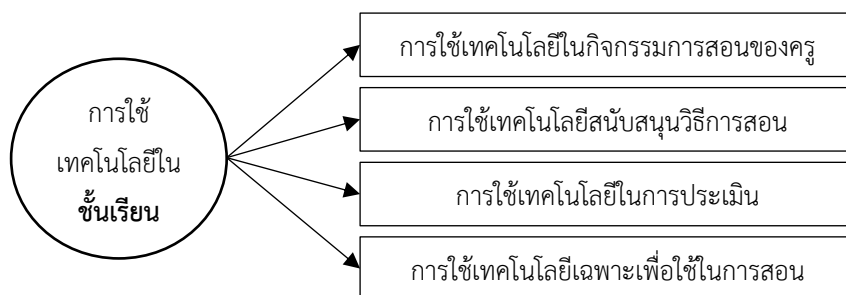 การใช้
เทคโนโลยีใน
ชั้นเรียน
การใช้เทคโนโลยีในกิจกรรมการสอนของครู
การใช้เทคโนโลยีสนับสนุนวิธีการสอน
การใช้เทคโนโลยีในการประเมิน
การใช้เทคโนโลยีเฉพาะเพื่อใช้ในการสอน